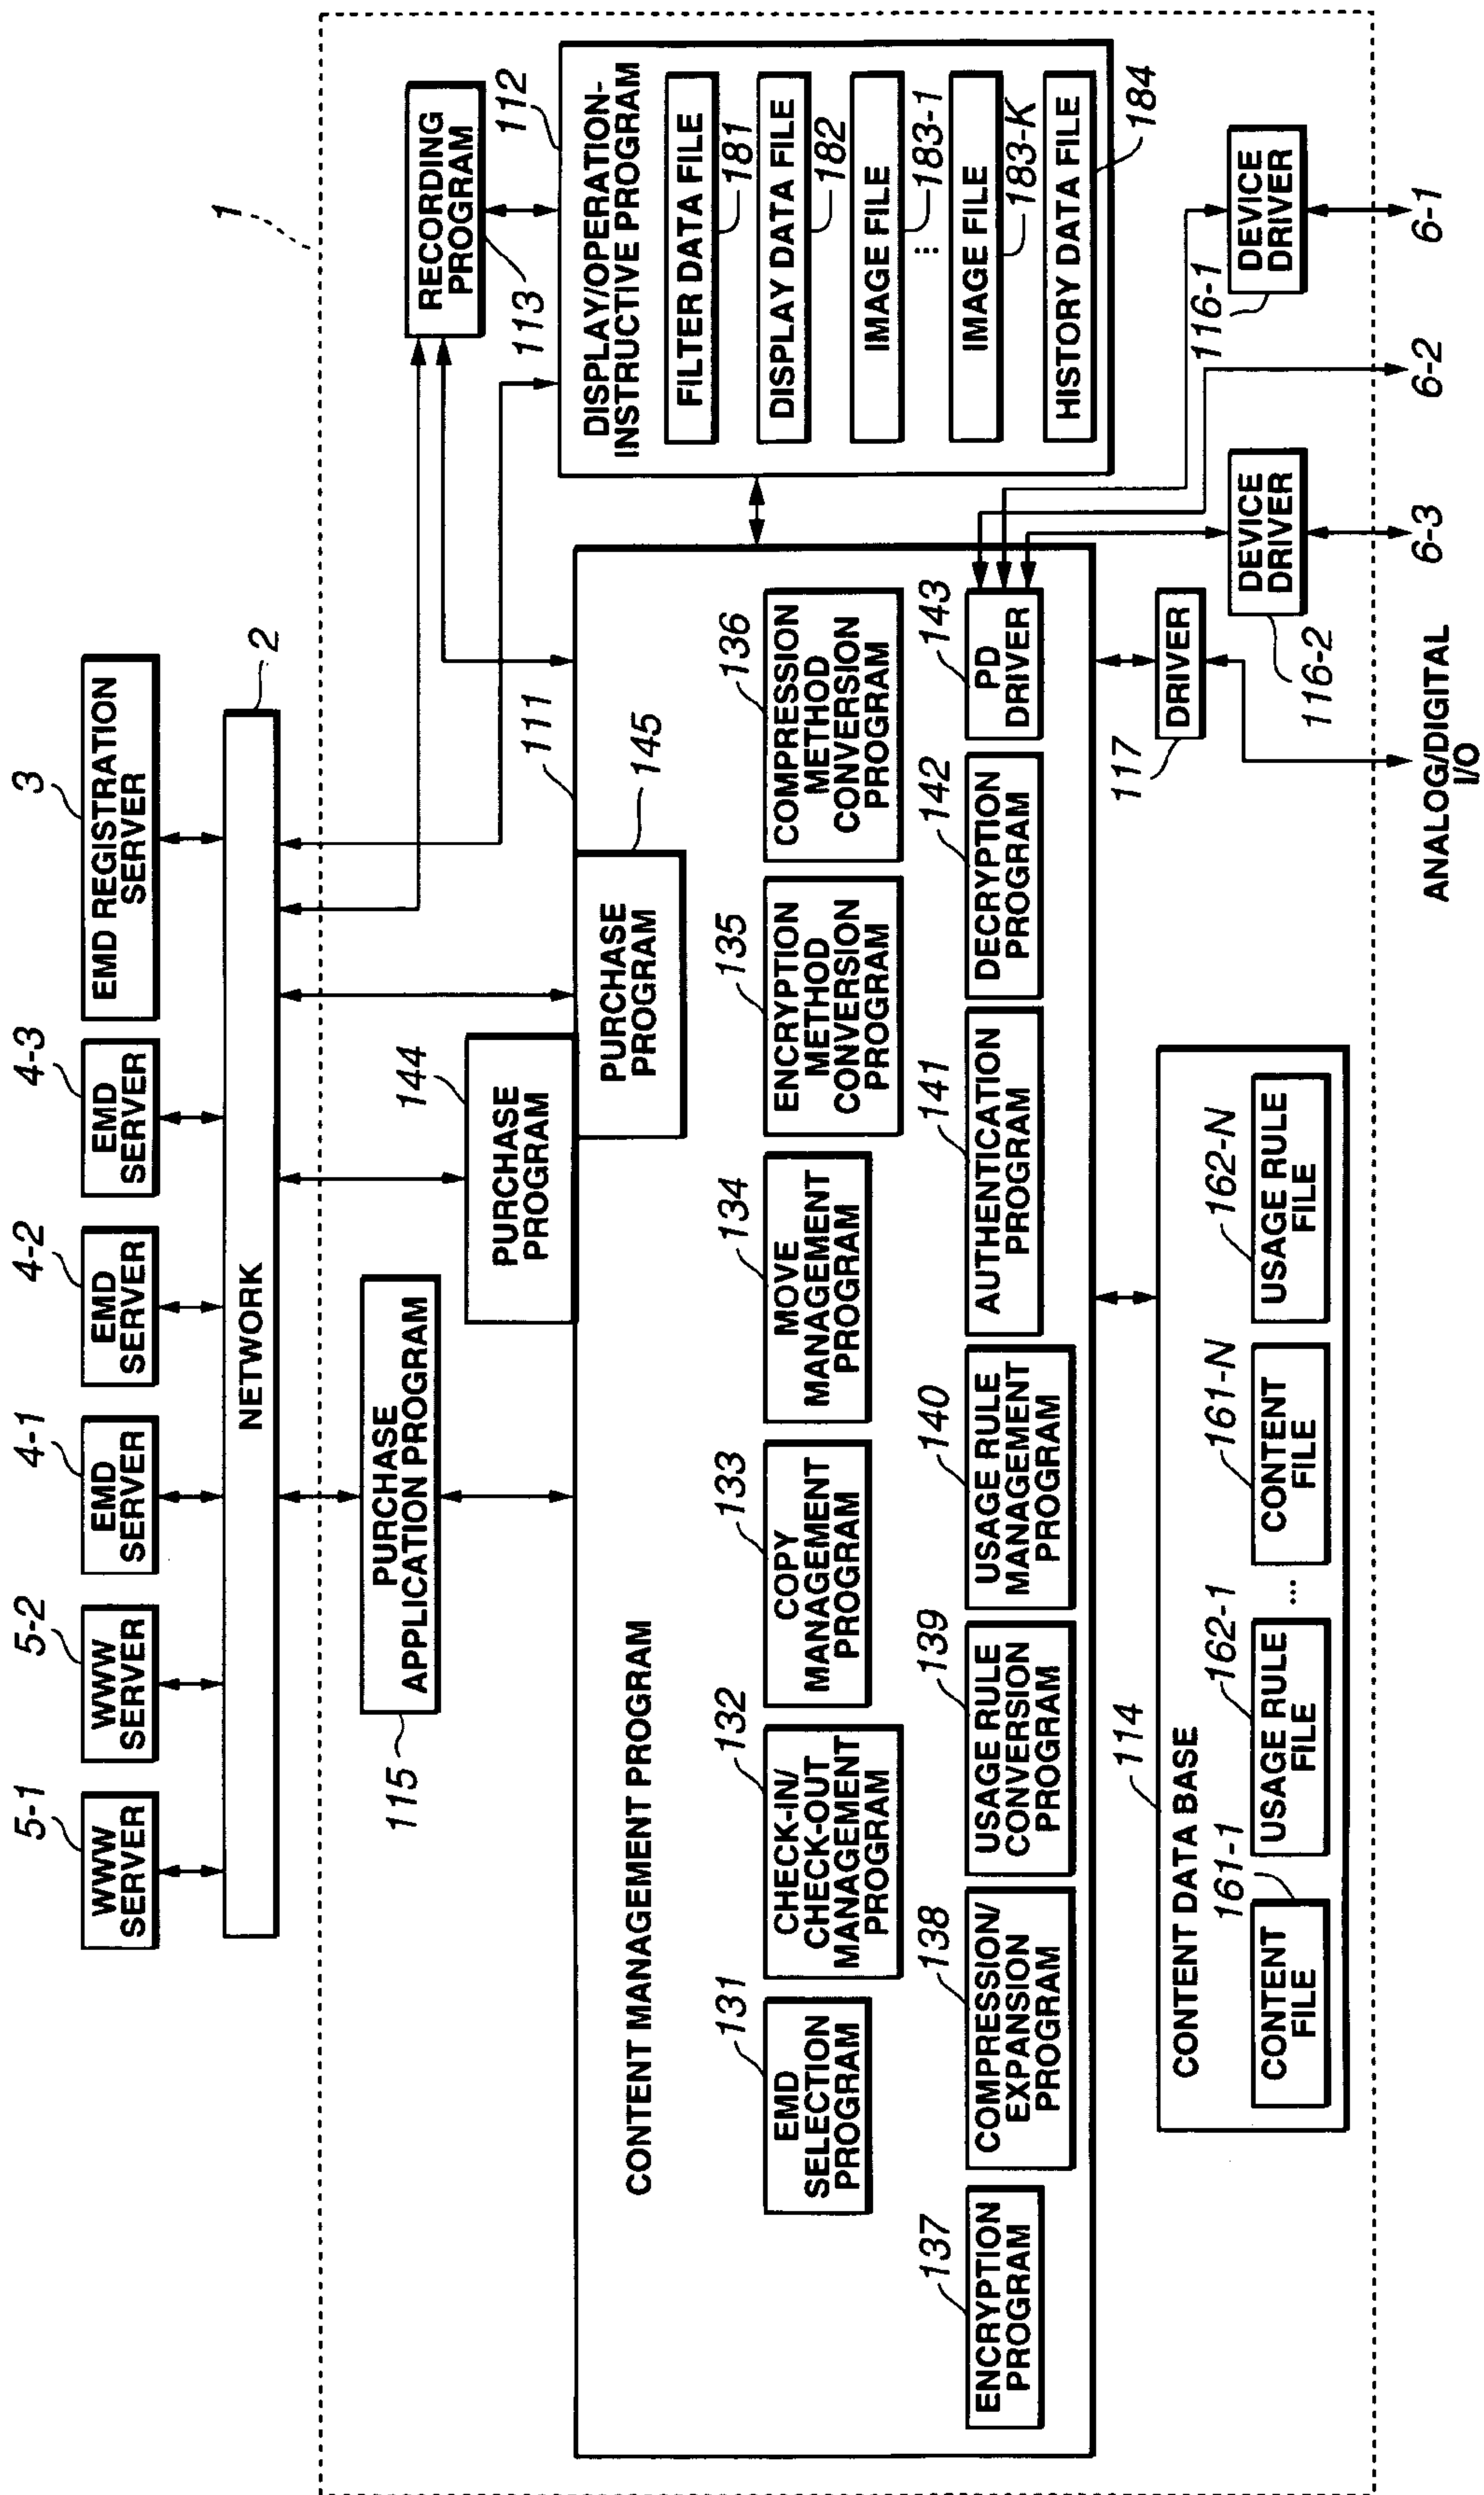 5-1
WWW
SERVER
5-2
WWW
SERVER
4-1
EMD
SERVER
4-2
EMD
SERVER
4-3
EMD
SERVER
3
EMD REGISTRATION
SERVER
NETWORK
2
1
115
PURCHASE
APPLICATION PROGRAM
144
PURCHASE
PROGRAM
145
PURCHASE
PROGRAM
111
113
RECORDING
PROGRAM
112
CONTENT MANAGEMENT PROGRAM
131
EMD
SELECTION
PROGRAM
132
CHECK-IN/
CHECK-OUT
MANAGEMENT
PROGRAM
133
COPY
MANAGEMENT
PROGRAM
134
MOVE
MANAGEMENT
PROGRAM
135
ENCRYPTION
METHOD
CONVERSION
PROGRAM
136
COMPRESSION
METHOD
CONVERSION
PROGRAM
137
ENCRYPTION
PROGRAM
138
COMPRESSION/
EXPANSION
PROGRAM
139
USAGE RULE
CONVERSION
PROGRAM
140
USAGE RULE
MANAGEMENT
PROGRAM
141
AUTHENTICATION
PROGRAM
142
DECRYPTION
PROGRAM
143
PD
DRIVER
DISPLAY/OPERATION-
INSTRUCTIVE PROGRAM
FILTER DATA FILE
181
DISPLAY DATA FILE
182
IMAGE FILE
183-1
...
IMAGE FILE
183-K
HISTORY DATA FILE
184
114
CONTENT DATA BASE
161-1
CONTENT
FILE
162-1
USAGE RULE
FILE
...
161-N
CONTENT
FILE
162-N
USAGE RULE
FILE
117
DRIVER
116-2
DEVICE
DRIVER
116-1
DEVICE
DRIVER
ANALOG/DIGITAL
I/O
6-3
6-2
6-1